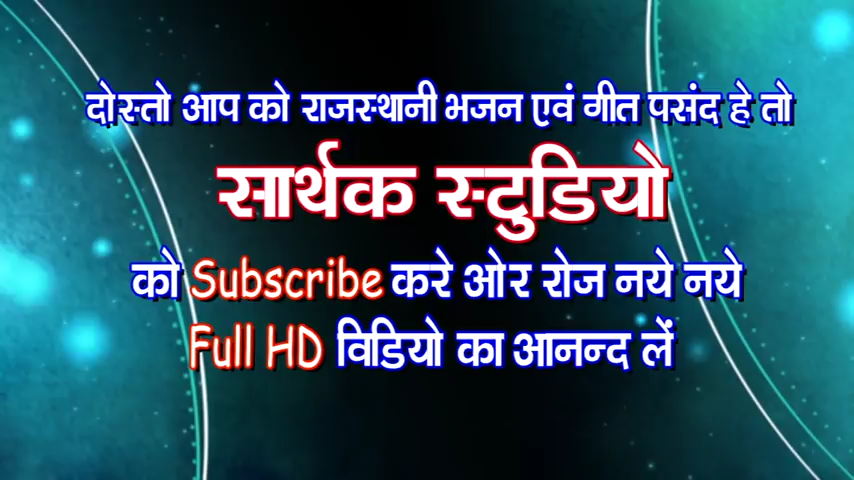 दोस्तो आप को राजस्थानी भजन एवं गीत पसंद हे तो
सार्थक स्टुडियो
को Subscribe करे ओर रोज नये नये
Full HD विडियो का आनन्द लें